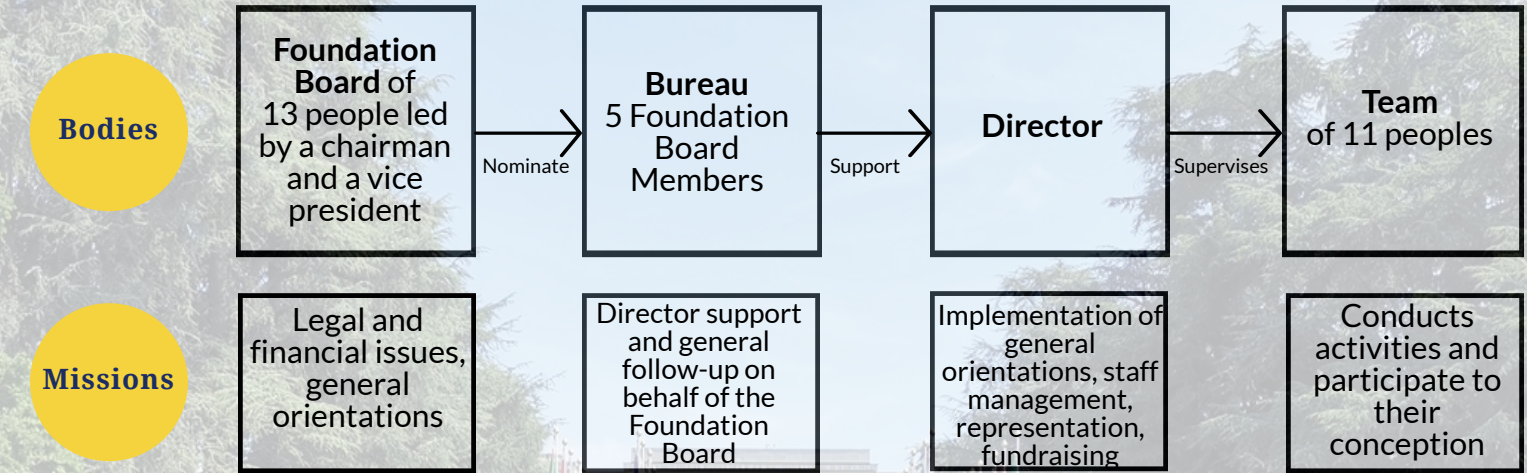 Bodies
Foundation
Board of
13 people led
by a chairman
and a vice
president
Nominate
Bureau
5 Foundation
Board
Members
Support
Director
Supervises
Team
of 11 peoples
Missions
Legal and
financial issues,
general
orientations
Director support
and general
follow-up on
behalf of the
Foundation
Board
Implementation of
general
orientations, staff
management,
representation,
fundraising
Conducts
activities and
participate to
their
conception